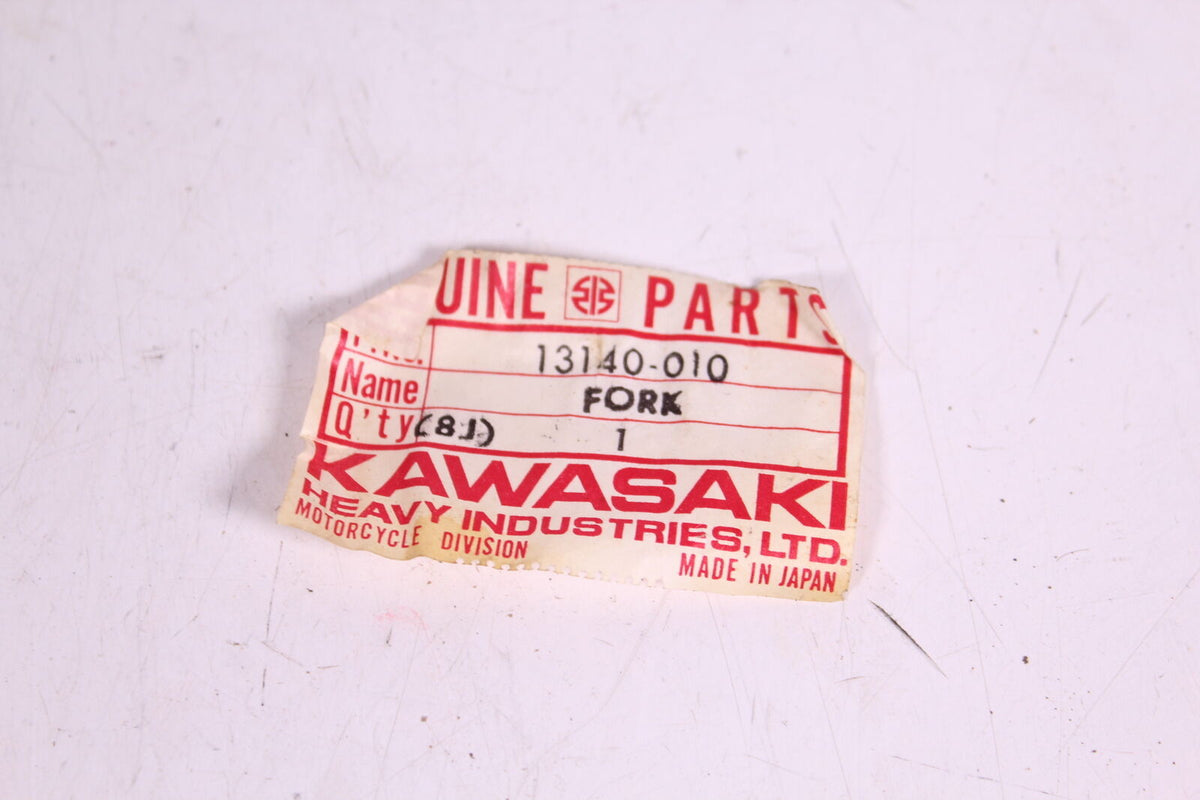 UINE PARTS
13140-010
Name FORK
Q'ty (8J) 1
KAWASAKI
HEAVY INDUSTRIES, LTD.
MOTORCYCLE DIVISION
MADE IN JAPAN